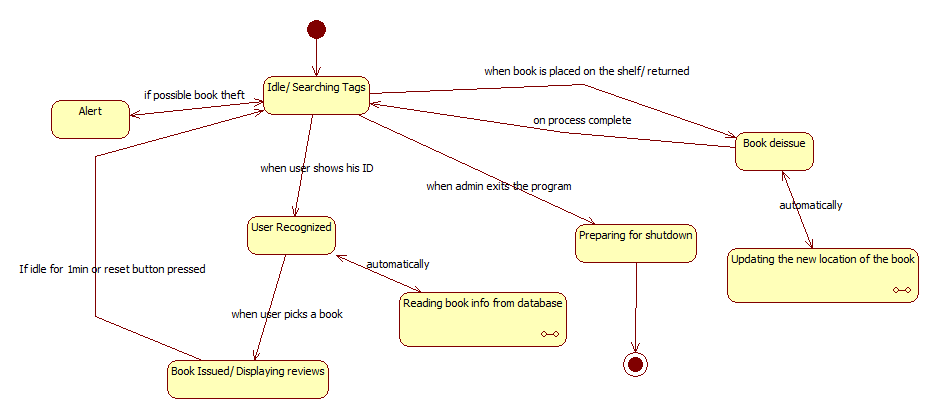 when book is placed on the shelf/ returned
Idle/ Searching Tags
if possible book theft
Alert
on process complete
Book deissue
when user shows his ID
when admin exits the program
automatically
User Recognized
Preparing for shutdown
Updating the new location of the book
If idle for 1min or reset button pressed
automatically
Reading book info from database
when user picks a book
Book Issued/ Displaying reviews